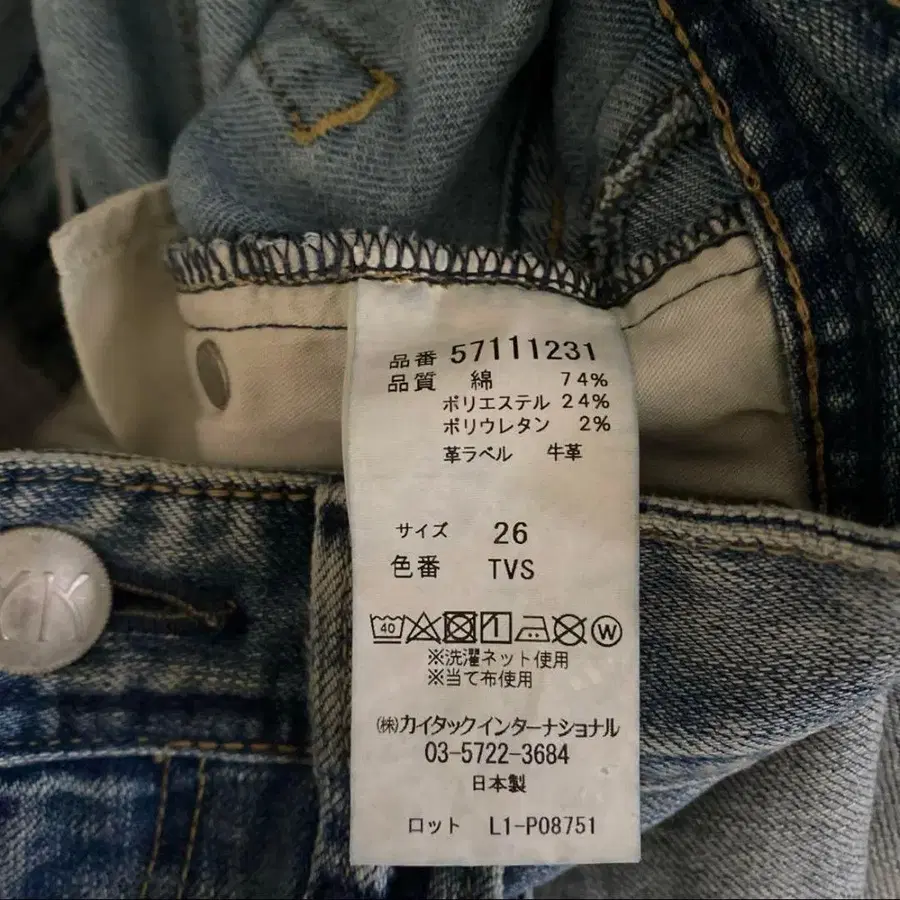 品番 57111231
品質 綿 74%
ポリエステル 24%
ポリウレタン 2%
革ラベル 牛革
サイズ 26
色番 TVS
40 W
※洗濯ネット使用
※当て布使用
㈱カイタックインターナショナル
03-5722-3684
日本製
ロット L1-P08751